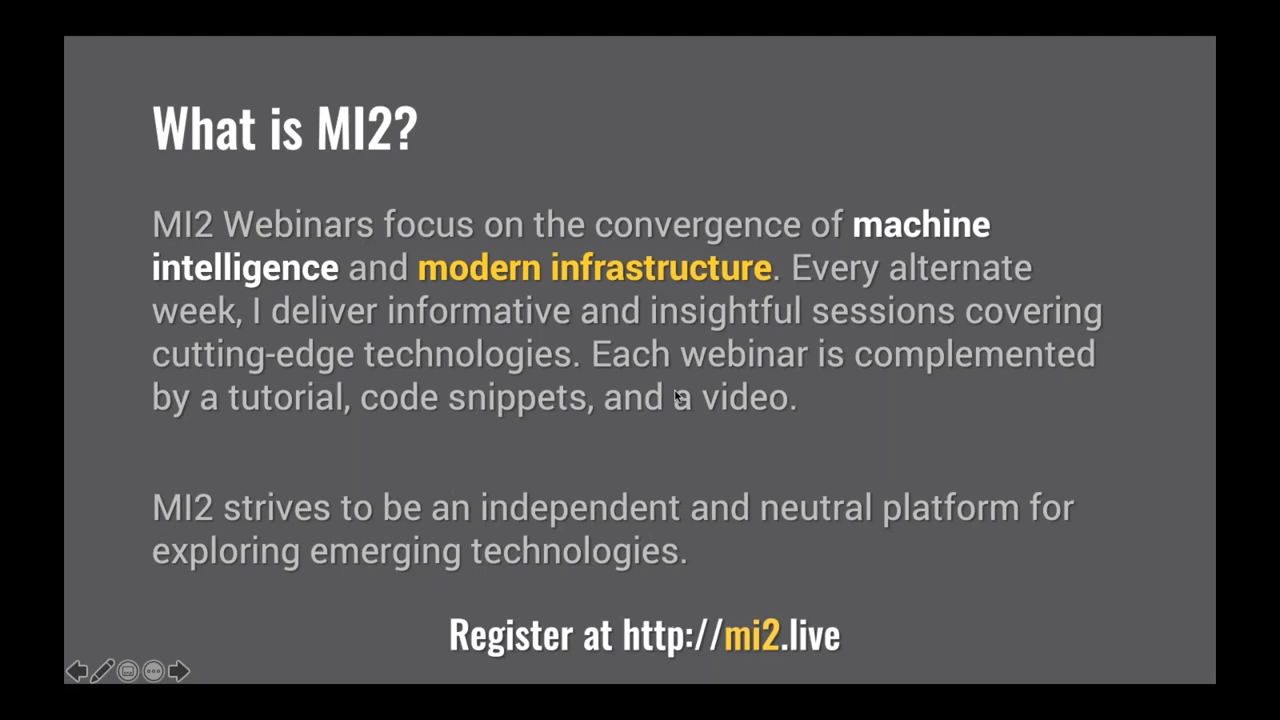 What is MI2?
MI2 Webinars focus on the convergence of machine
intelligence and modern infrastructure. Every alternate
week, I deliver informative and insightful sessions covering
cutting-edge technologies. Each webinar is complemented
by a tutorial, code snippets, and a video.
MI2 strives to be an independent and neutral platform for
exploring emerging technologies.
Register at http://mi2.live